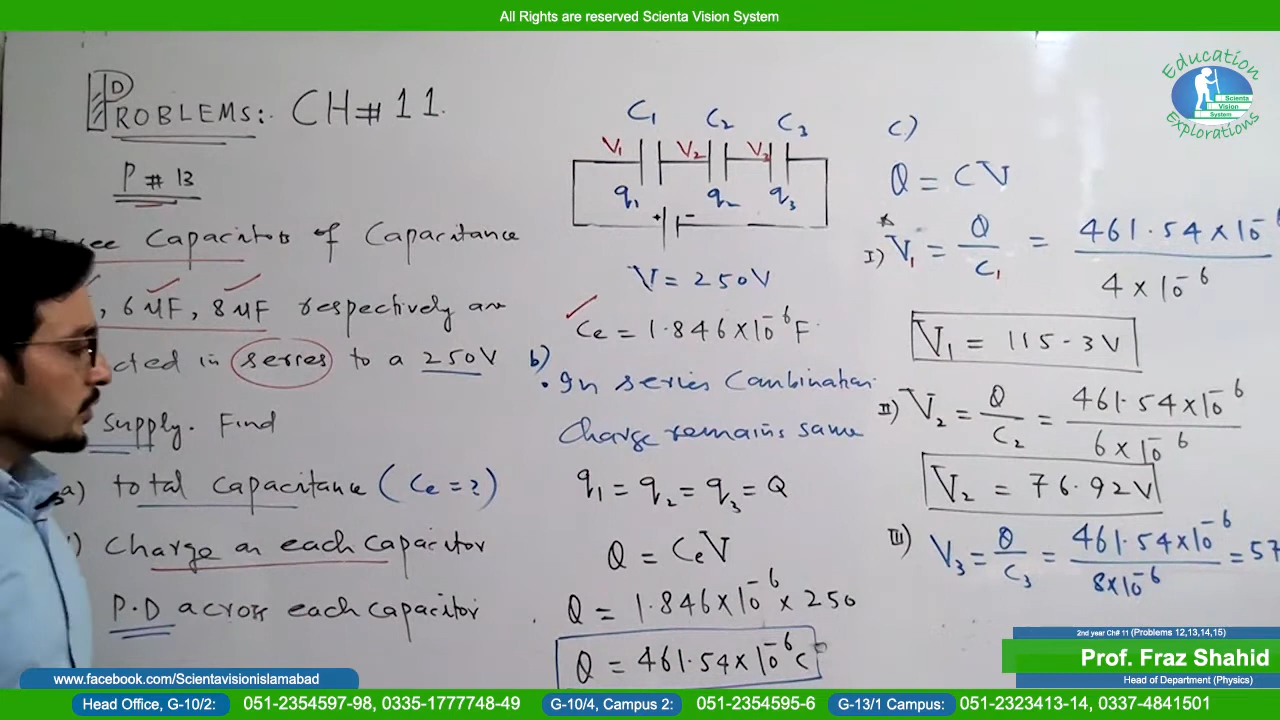 All Rights are reserved Scienta Vision System
PROBLEMS:. CH# 11.
P # 13
Capacitors of Capacitance
, 6 μF, 8 μF respectively are
cted in series to a 250V
supply. Find
a) total capacitance (Ce = ?)
) Charge on each Capacitor
P.D across each capacitor
C1 C2 C3
V1 V2 V3
q1 q2 q3
+ -
V = 250V
Ce = 1.846 × 10^-6 F.
b)
• In series Combination
Charge remains same
q1 = q2 = q3 = Q
Q = CeV
Q = 1.846 × 10^-6 × 250
Q = 461.54 × 10^-6 C
C)
Q = CV
I) V1 = Q/C1 = 461.54 × 10^-6 / 4 × 10^-6
V1 = 115.3V
II) V2 = Q/C2 = 461.54 × 10^-6 / 6 × 10^-6
V2 = 76.92V
III) V3 = Q/C3 = 461.54 × 10^-6 / 8 × 10^-6 = 57
Education
Scienta
Vision
System
Explorations
2nd year Ch# 11 (Problems 12,13,14,15)
Prof. Fraz Shahid
Head of Department (Physics)
www.facebook.com/Scientavisionislamabad
Head Office, G-10/2: 051-2354597-98, 0335-1777748-49 G-10/4, Campus 2: 051-2354595-6 G-13/1 Campus: 051-2323413-14, 0337-4841501